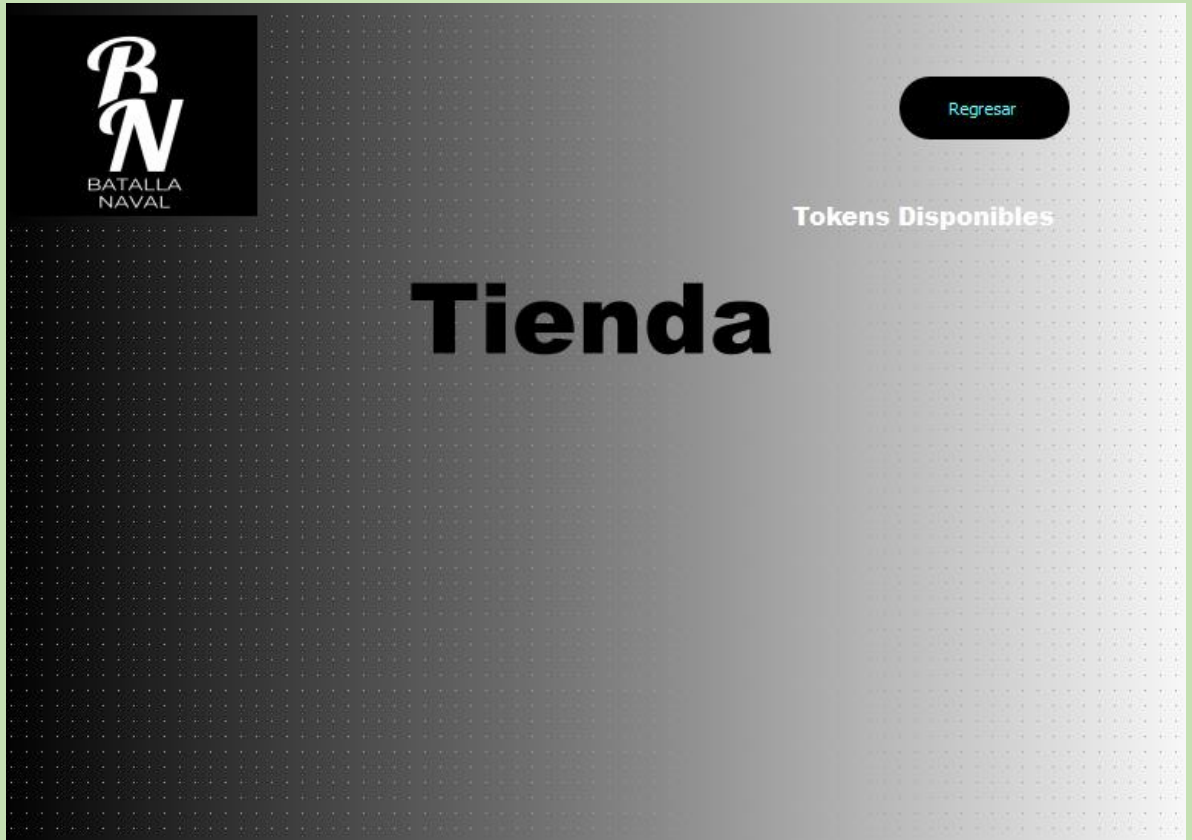 BN
BATALLA
NAVAL
Regresar
Tokens Disponibles
Tienda